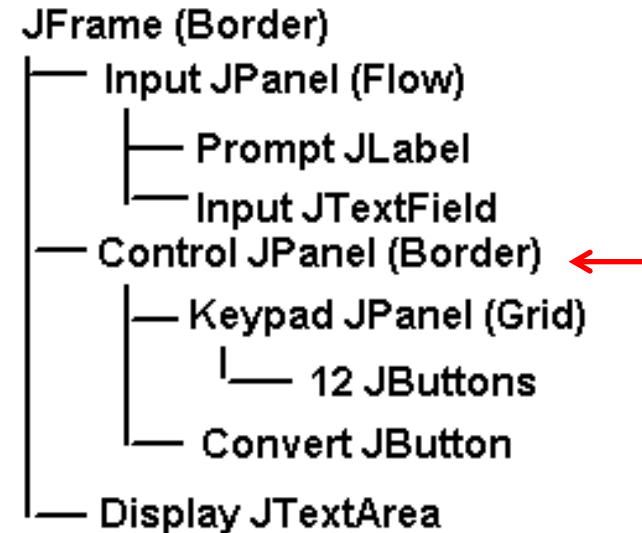 JFrame (Border)
Input JPanel (Flow)
Prompt JLabel
Input JTextField
Control JPanel (Border)
Keypad JPanel (Grid)
12 JButtons
Convert JButton
Display JTextArea